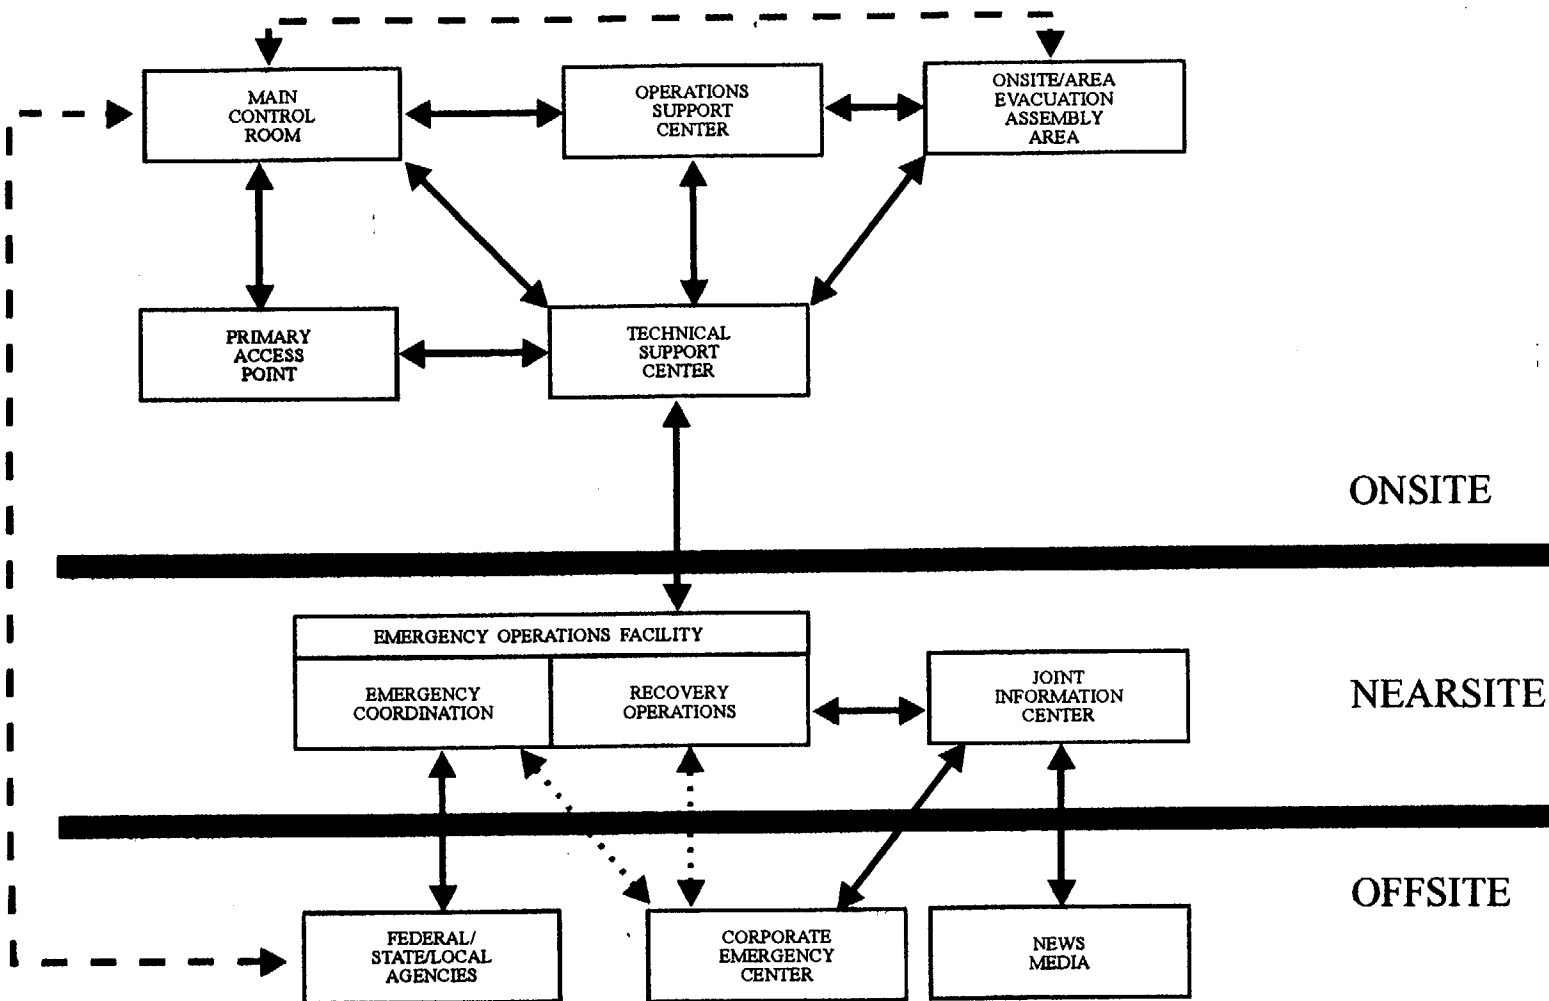 MAIN
CONTROL
ROOM
OPERATIONS
SUPPORT
CENTER
ONSITE/AREA
EVACUATION
ASSEMBLY
AREA
PRIMARY
ACCESS
POINT
TECHNICAL
SUPPORT
CENTER
ONSITE
EMERGENCY OPERATIONS FACILITY
EMERGENCY
COORDINATION
RECOVERY
OPERATIONS
JOINT
INFORMATION
CENTER
NEARSITE
OFFSITE
FEDERAL/
STATE/LOCAL
AGENCIES
CORPORATE
EMERGENCY
CENTER
NEWS
MEDIA